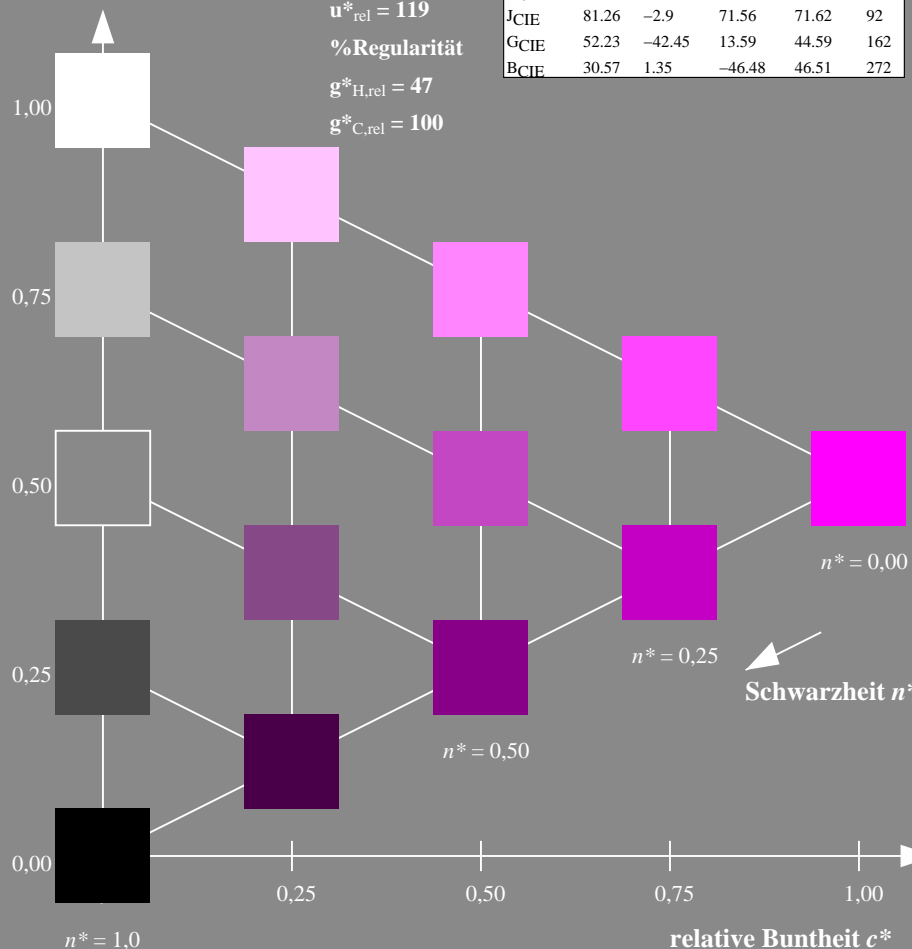 u*rel = 119
%Regularität
g*H,rel = 47
g*C,rel = 100
JCIE 81.26 −2.9 71.56 71.62 92
GCIE 52.23 −42.45 13.59 44.59 162
BCIE 30.57 1.35 −46.48 46.51 272
1,00
0,75
0,50
0,25
0,00
n* = 0,00
n* = 0,25
Schwarzheit n*
n* = 0,50
0,25 0,50 0,75 1,00
n* = 1,0
relative Buntheit c*